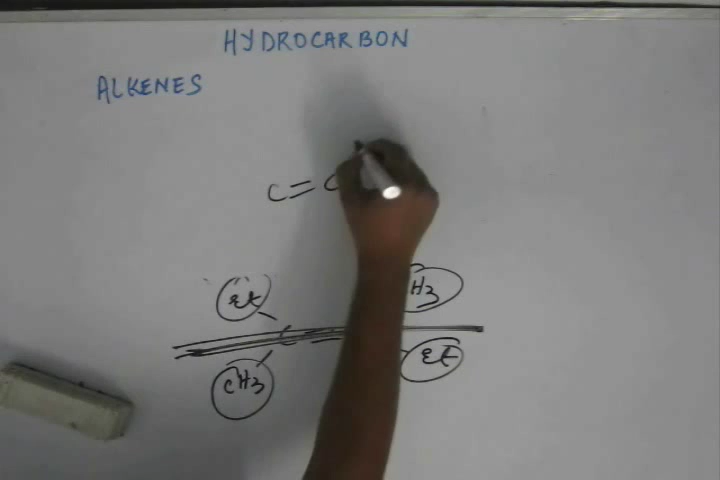 HYDROCARBON
ALKENES
C=C
Et H3
CH3 Et